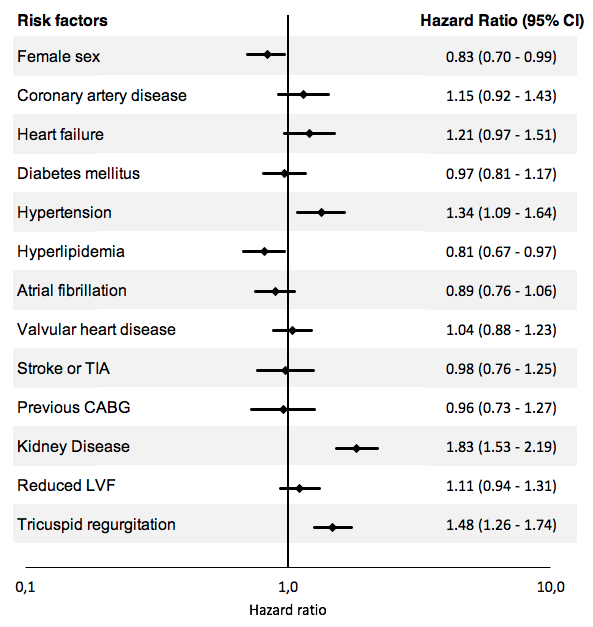 Risk factors Hazard Ratio (95% CI)
Female sex 0.83 (0.70 - 0.99)
Coronary artery disease 1.15 (0.92 - 1.43)
Heart failure 1.21 (0.97 - 1.51)
Diabetes mellitus 0.97 (0.81 - 1.17)
Hypertension 1.34 (1.09 - 1.64)
Hyperlipidemia 0.81 (0.67 - 0.97)
Atrial fibrillation 0.89 (0.76 - 1.06)
Valvular heart disease 1.04 (0.88 - 1.23)
Stroke or TIA 0.98 (0.76 - 1.25)
Previous CABG 0.96 (0.73 - 1.27)
Kidney Disease 1.83 (1.53 - 2.19)
Reduced LVF 1.11 (0.94 - 1.31)
Tricuspid regurgitation 1.48 (1.26 - 1.74)
0,1 1,0 10,0
Hazard ratio